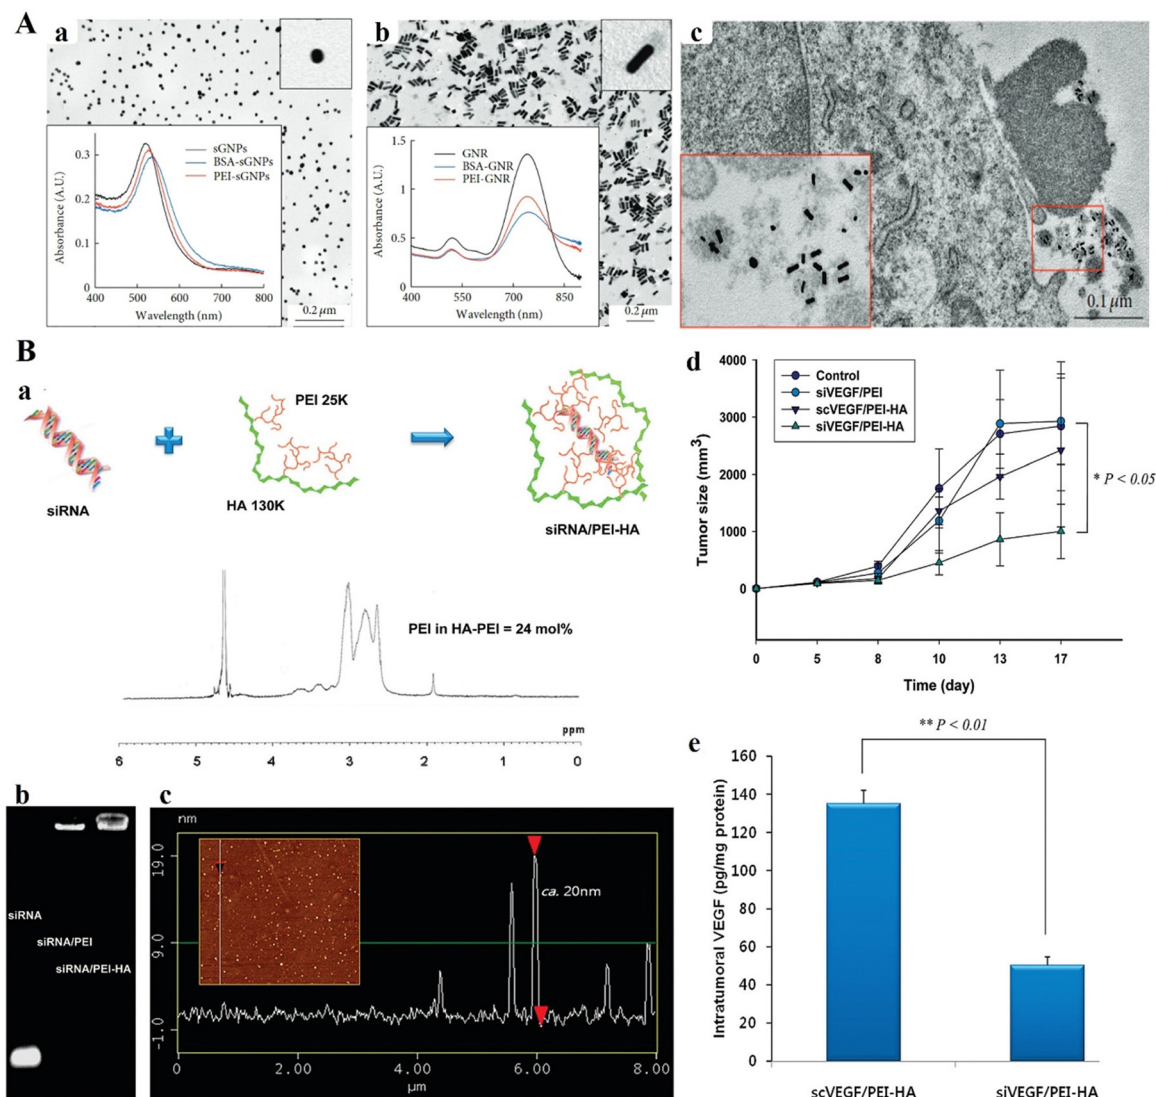 A
a
0.3
0.2
0.1
0
400
500
600
700
800
Absorbance (A.U.)
Wavelength (nm)
sGNPs
BSA-sGNPs
PEI-sGNPs
0.2 μm
b
1.5
1
0.5
0
400
550
700
850
Absorbance (A.U.)
Wavelength (nm)
GNR
BSA-GNR
PEI-GNR
0.2 μm
c
0.1 μm
B
a
siRNA
PEI 25K
HA 130K
siRNA/PEI-HA
PEI in HA-PEI = 24 mol%
ppm
6 5 4 3 2 1 0
b
siRNA
siRNA/PEI
siRNA/PEI-HA
c
nm
19.0
9.0
-1.0
ca. 20nm
0 2.00 4.00 6.00 8.00
μm
d
4000
3000
2000
1000
0
Tumor size (mm3)
Control
siVEGF/PEI
scVEGF/PEI-HA
siVEGF/PEI-HA
* P < 0.05
0 5 8 10 13 17
Time (day)
e
** P < 0.01
160
140
120
100
80
60
40
20
0
Intratumoral VEGF (pg/mg protein)
scVEGF/PEI-HA
siVEGF/PEI-HA